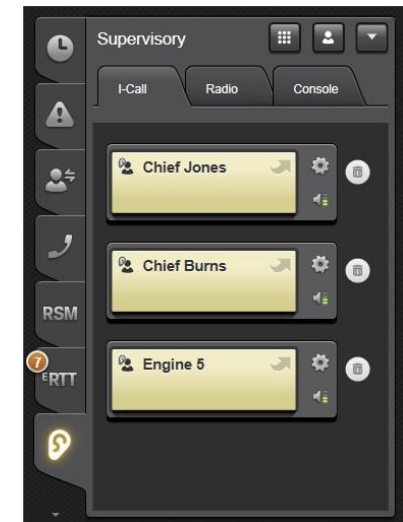 Supervisory
I-Call Radio Console
Chief Jones
Chief Burns
RSM
7
ERTT
Engine 5